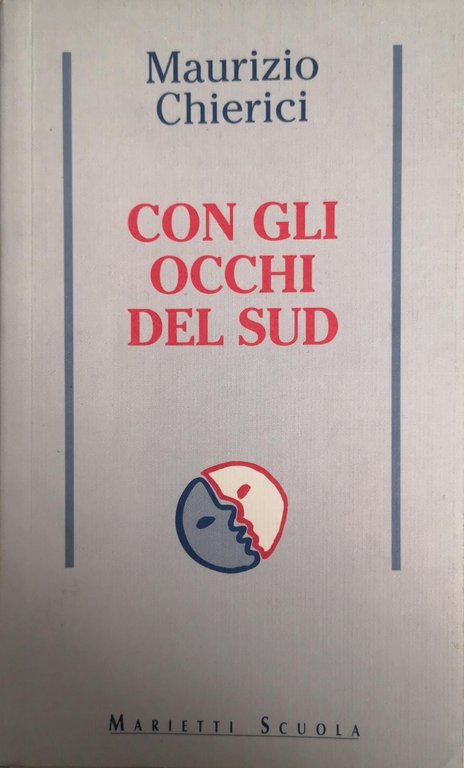 Maurizio
Chierici
CON GLI
OCCHI
DEL SUD
MARIETTI SCUOLA